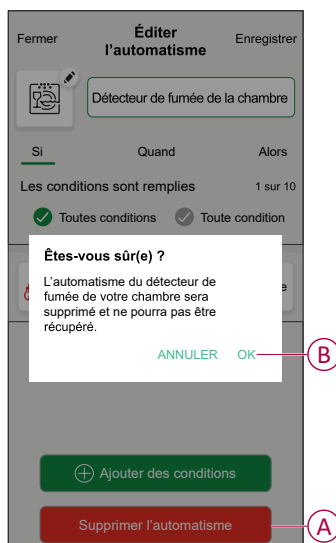 Fermer
Éditer
l'automatisme
Enregistrer
Détecteur de fumée de la chambre
Si
Quand
Alors
Les conditions sont remplies
1 sur 10
Toutes conditions
Toute condition
Êtes-vous sûr(e) ?
L'automatisme du détecteur de
fumée de votre chambre sera
supprimé et ne pourra pas être
récupéré.
e
ANNULER
OK
B
Ajouter des conditions
Supprimer l'automatisme
A